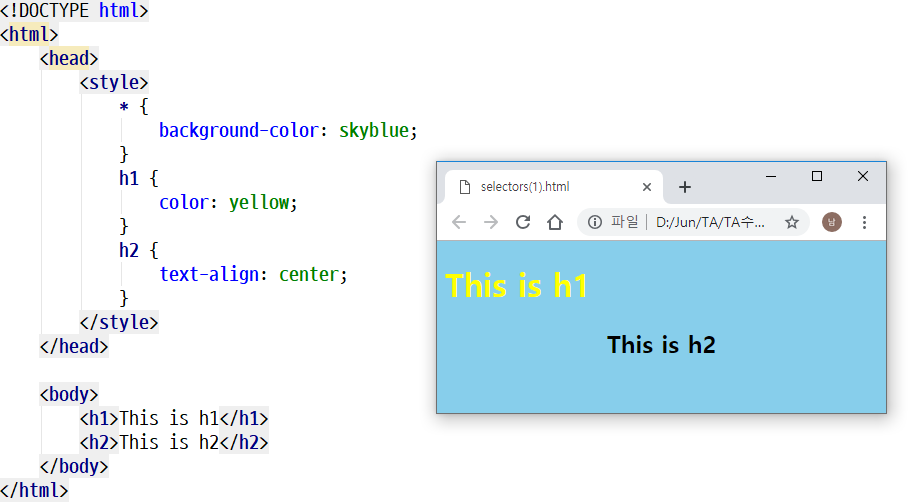 <!DOCTYPE html>
<html>
<head>
<style>
* {
background-color: skyblue;
}
h1 {
color: yellow;
}
h2 {
text-align: center;
}
</style>
</head>
<body>
<h1>This is h1</h1>
<h2>This is h2</h2>
</body>
</html>
selectors(1).html
파일 | D:/Jun/TA/TA수...
남
This is h1
This is h2